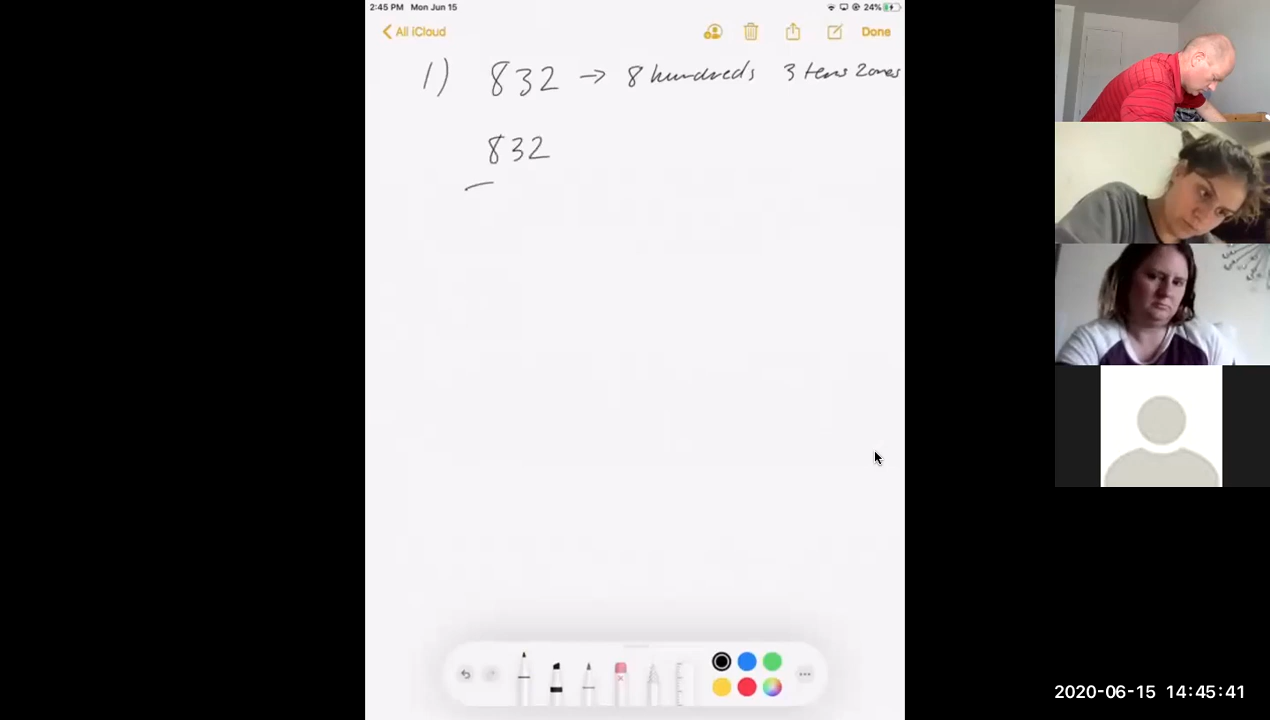 2:45 PM Mon Jun 15
24%
All iCloud
Done
1) 832 → 8 hundreds 3 tens 2 ones
832
—
2020-06-15 14:45:41